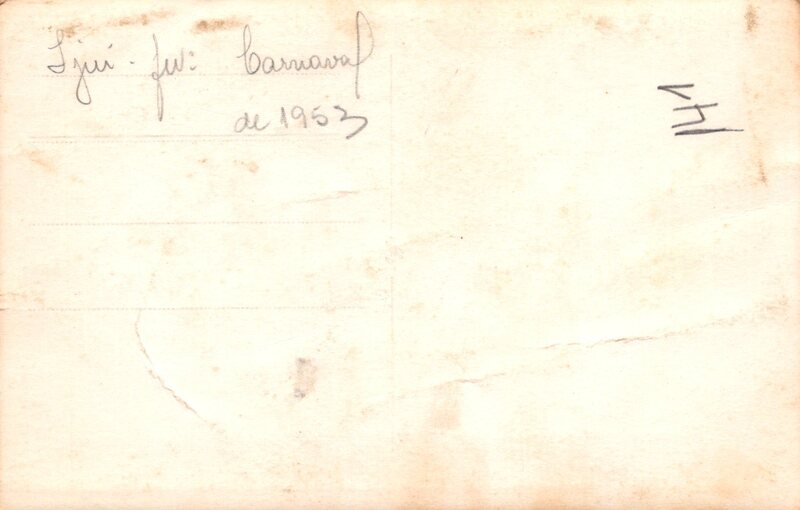 Ijuí - fev: Carnaval
de 1953
141